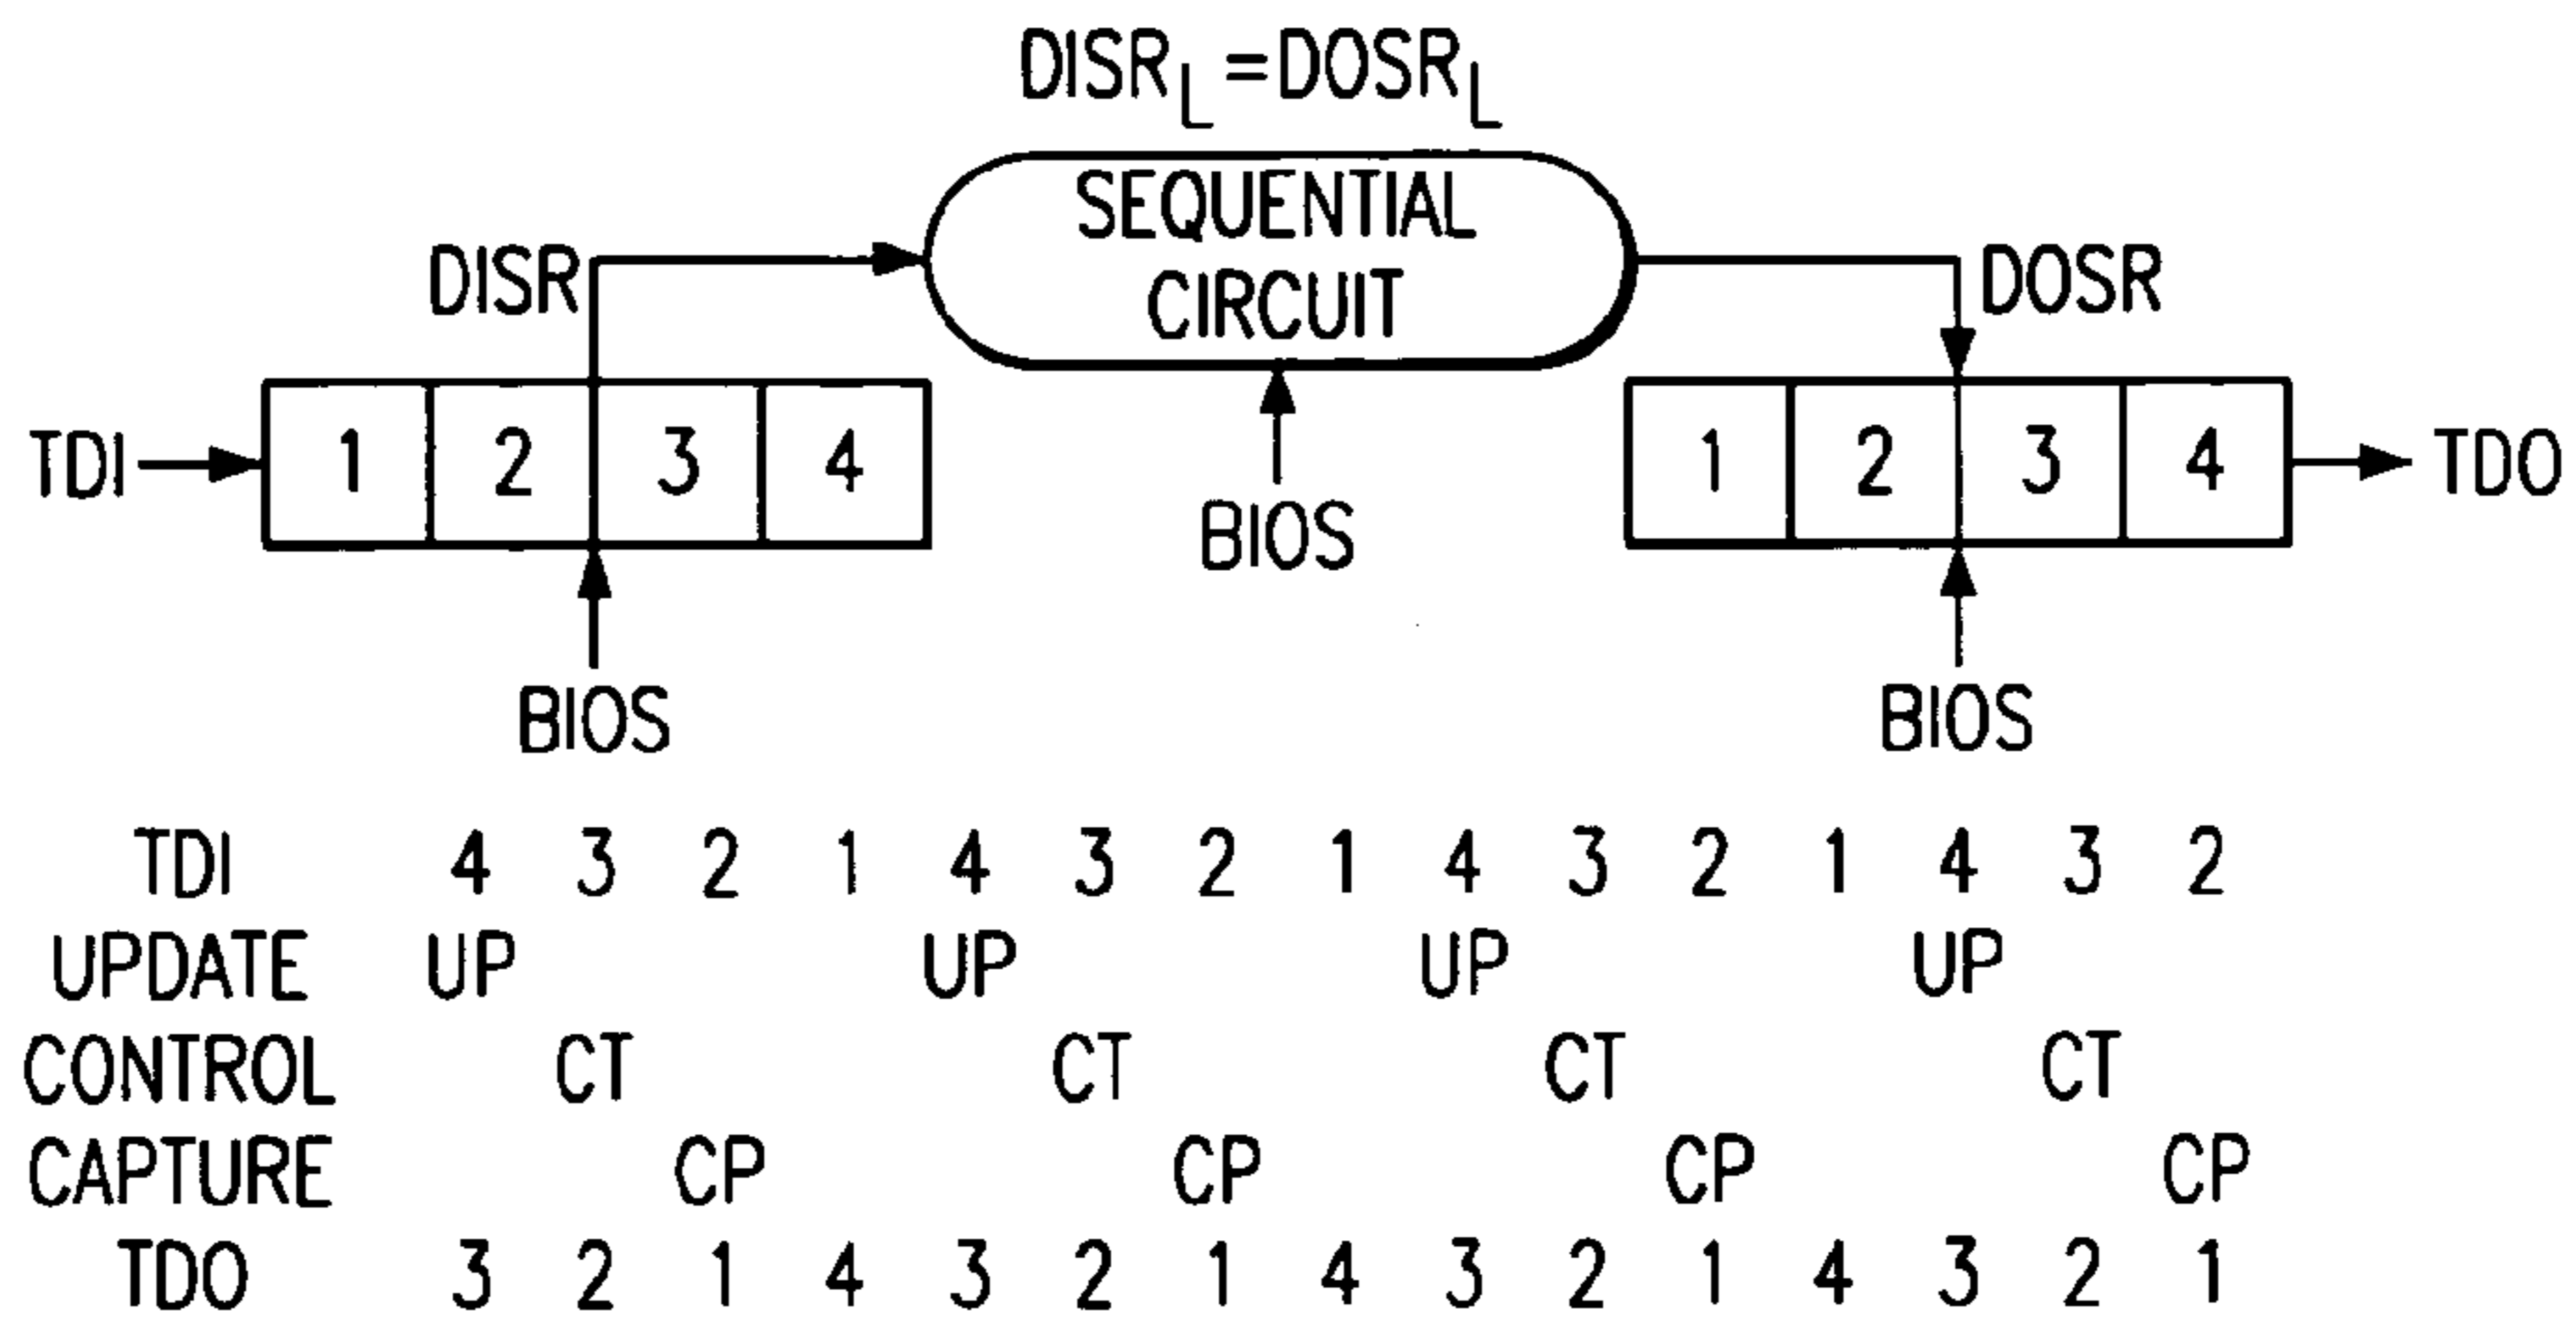 DISRL=DOSRL
SEQUENTIAL
CIRCUIT
DISR
DOSR
TDI 1 2 3 4
1 2 3 4 TDO
BIOS
BIOS
BIOS
TDI 4 3 2 1 4 3 2 1 4 3 2 1 4 3 2
UPDATE UP UP UP UP
CONTROL CT CT CT CT
CAPTURE CP CP CP CP
TDO 3 2 1 4 3 2 1 4 3 2 1 4 3 2 1